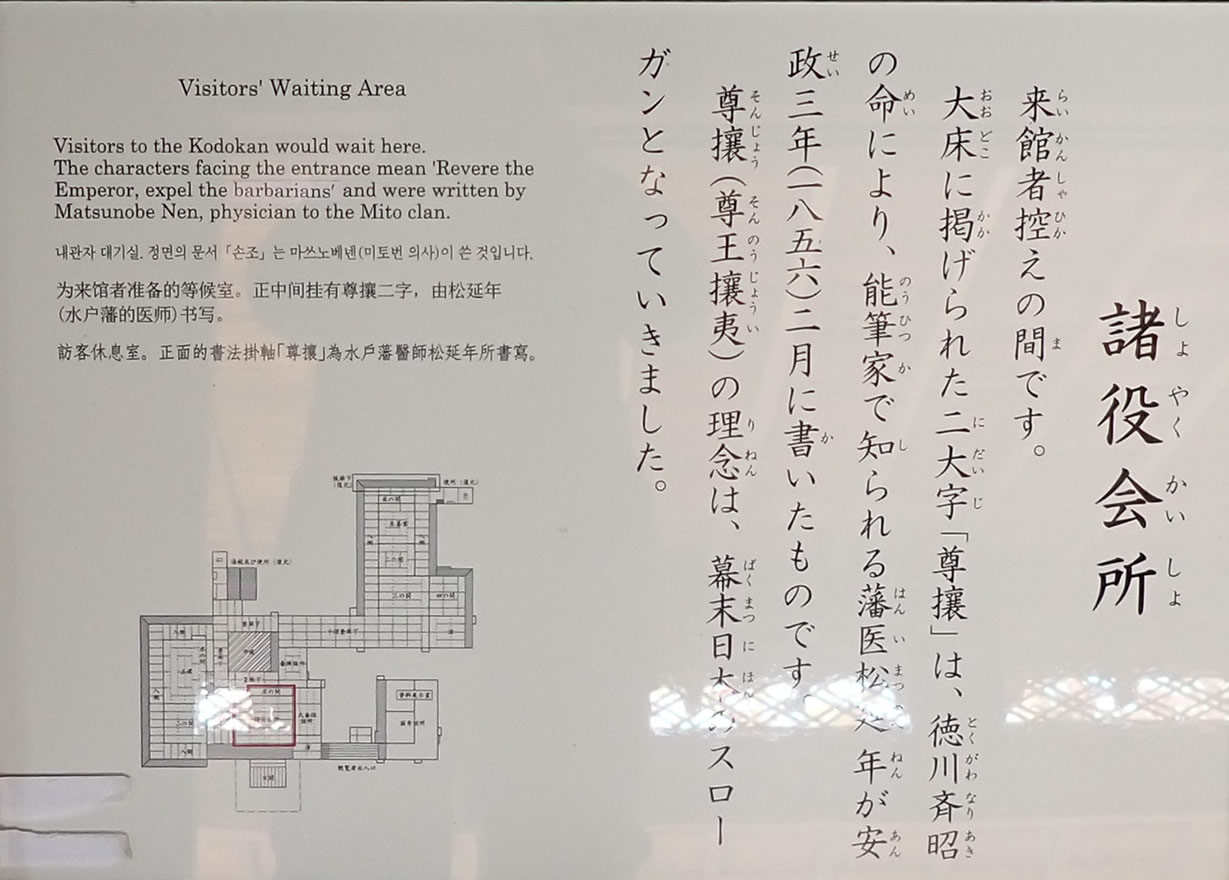 諸役会所
来館者控えの間です。
大床に掲げられた二大字「尊攘」は、徳川斉昭
の命により、能筆家で知られる藩医松延年が安
政三年(一八五六)二月に書いたものです。
尊攘(尊王攘夷)の理念は、幕末日本のスロー
ガンとなっていきました。
Visitors' Waiting Area
Visitors to the Kodokan would wait here.
The characters facing the entrance mean 'Revere the
Emperor, expel the barbarians' and were written by
Matsunobe Nen, physician to the Mito clan.
내관자 대기실. 정면의 문서「손조」는 마쓰노베넨(미토번 의사)이 쓴 것입니다.
为来馆者准备的等候室。正中间挂有尊攘二字，由松延年
(水户藩的医师)书写。
訪客休息室。正面的書法掛軸「尊攘」為水戶藩醫師松延年所書寫。